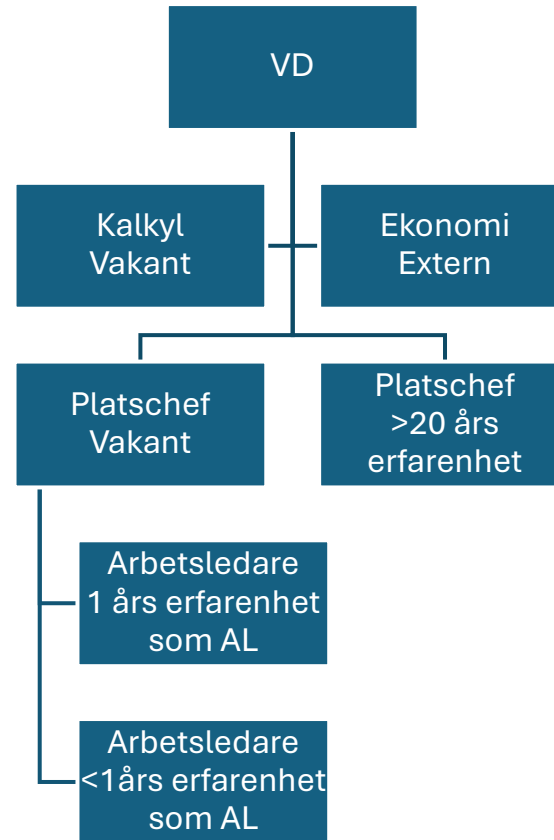 VD
Kalkyl
Vakant
Ekonomi
Extern
Platschef
Vakant
Platschef
>20 års
erfarenhet
Arbetsledare
1 års erfarenhet
som AL
Arbetsledare
<1års erfarenhet
som AL